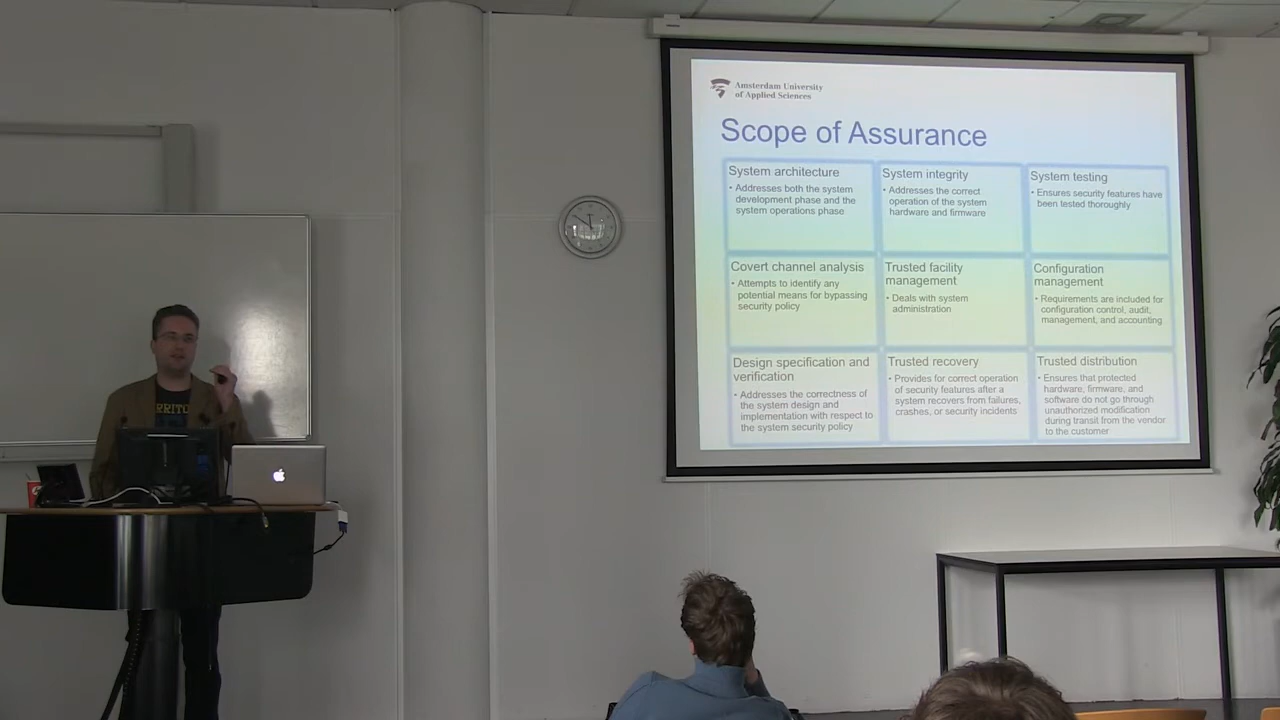 Amsterdam University
of Applied Sciences
Scope of Assurance
System architecture
• Addresses both the system
development phase and the
system operations phase
System integrity
• Addresses the correct
operation of the system
hardware and firmware
System testing
• Ensures security features have
been tested thoroughly
Covert channel analysis
• Attempts to identify any
potential means for bypassing
security policy
Trusted facility
management
• Deals with system
administration
Configuration
management
• Requirements are included for
configuration control, audit,
management, and accounting
Design specification and
verification
• Addresses the correctness of
the system design and
implementation with respect to
the system security policy
Trusted recovery
• Provides for correct operation
of security features after a
system recovers from failures,
crashes, or security incidents
Trusted distribution
• Ensures that protected
hardware, firmware, and
software do not go through
unauthorized modification
during transit from the vendor
to the customer